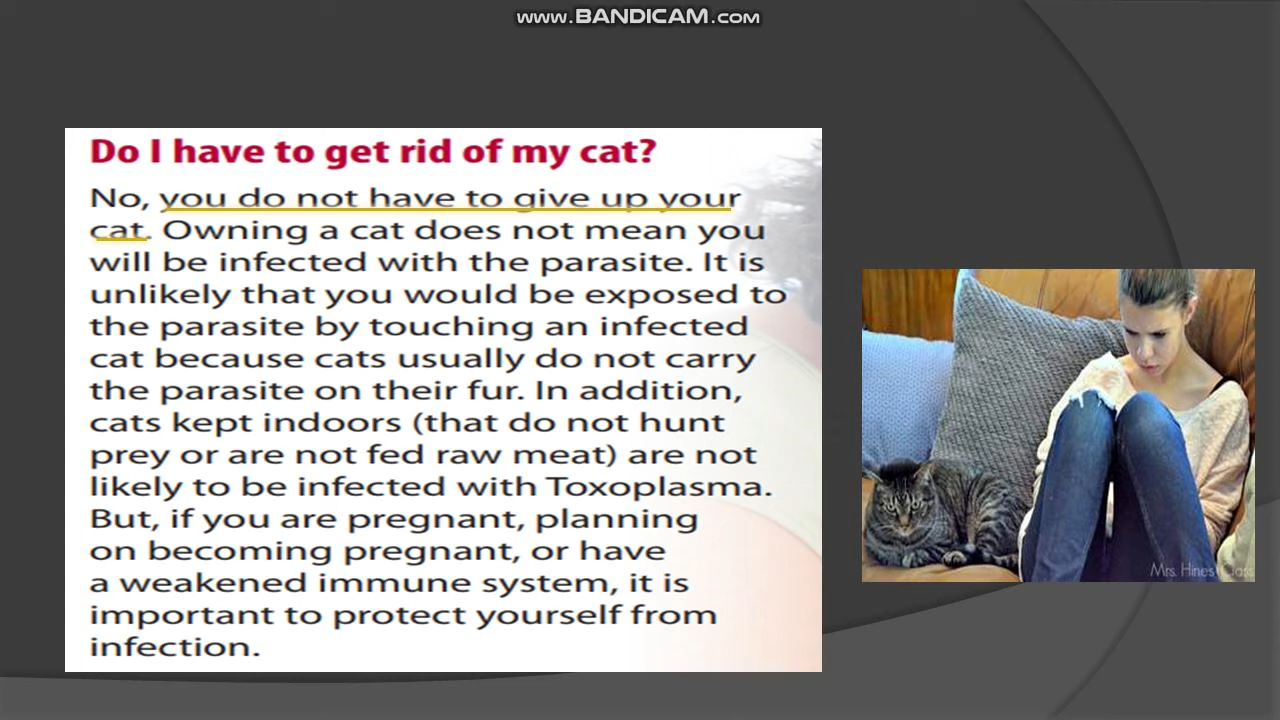 www.BANDICAM.com
Do I have to get rid of my cat?
No, you do not have to give up your
cat. Owning a cat does not mean you
will be infected with the parasite. It is
unlikely that you would be exposed to
the parasite by touching an infected
cat because cats usually do not carry
the parasite on their fur. In addition,
cats kept indoors (that do not hunt
prey or are not fed raw meat) are not
likely to be infected with Toxoplasma.
But, if you are pregnant, planning
on becoming pregnant, or have
a weakened immune system, it is
important to protect yourself from
infection.
Mrs. Hines' Class